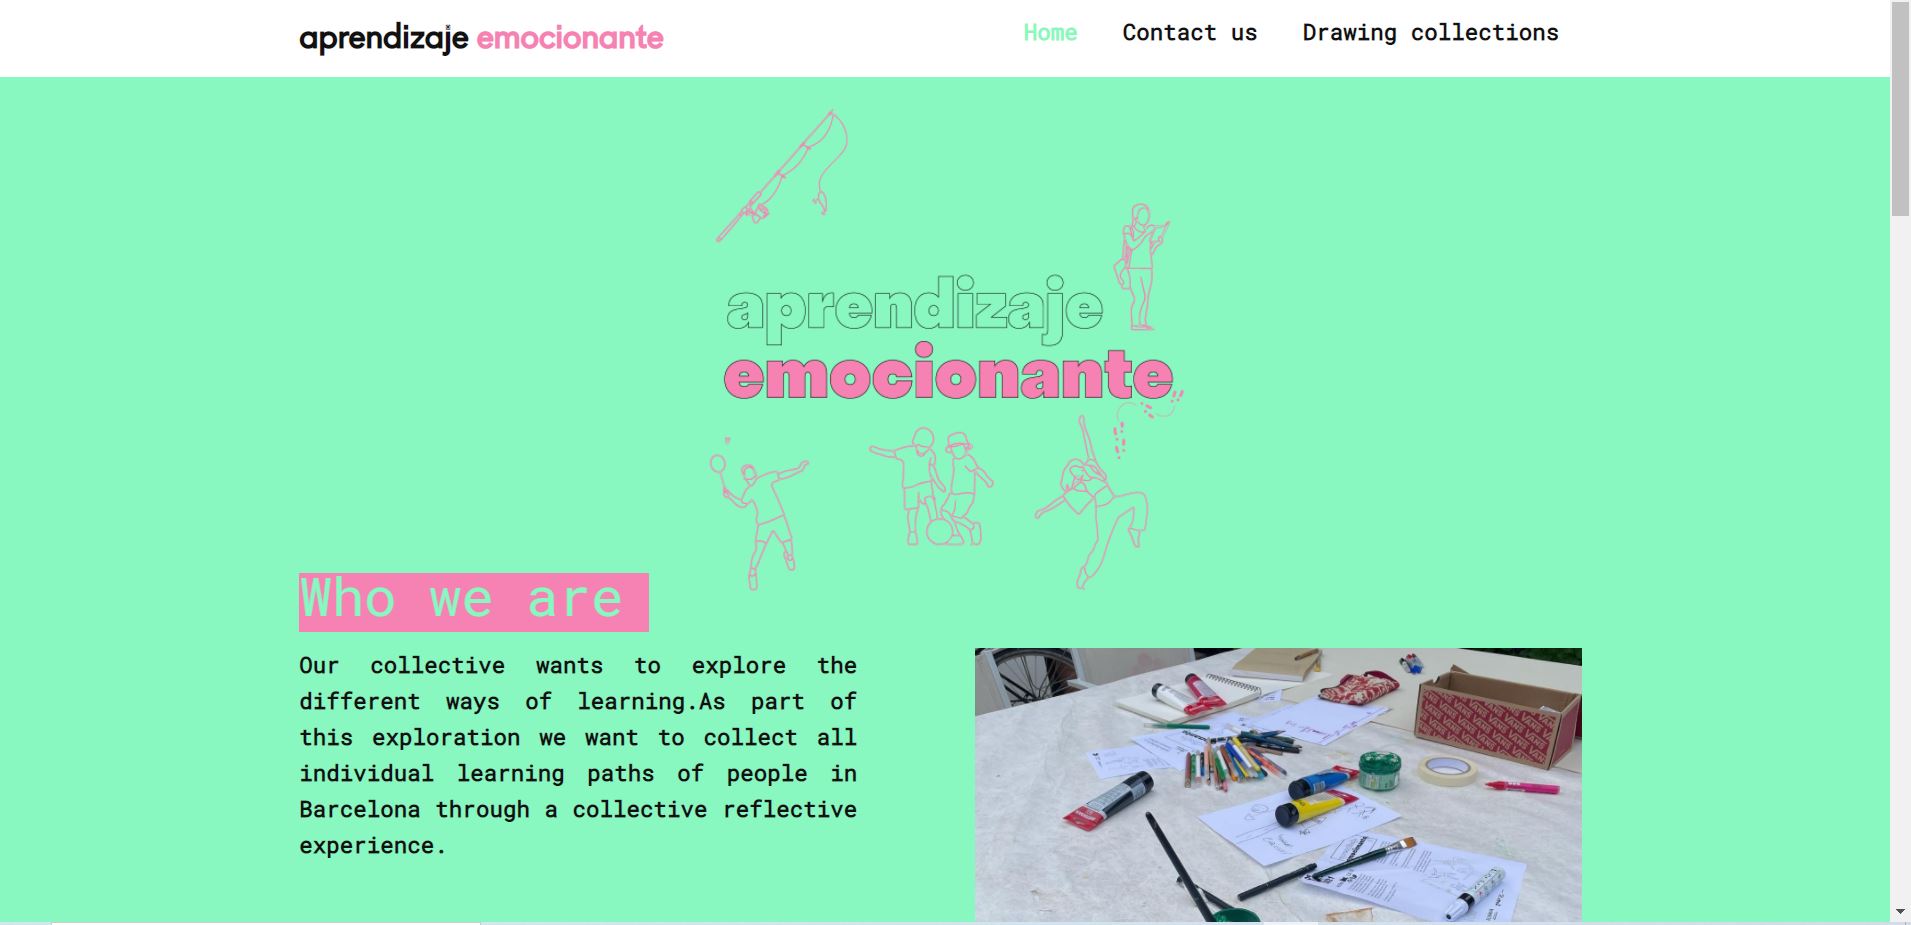 aprendizaje emocionante
Home Contact us Drawing collections
aprendizaje
emocionante
Who we are
Our collective wants to explore the
different ways of learning.As part of
this exploration we want to collect all
individual learning paths of people in
Barcelona through a collective reflective
experience.